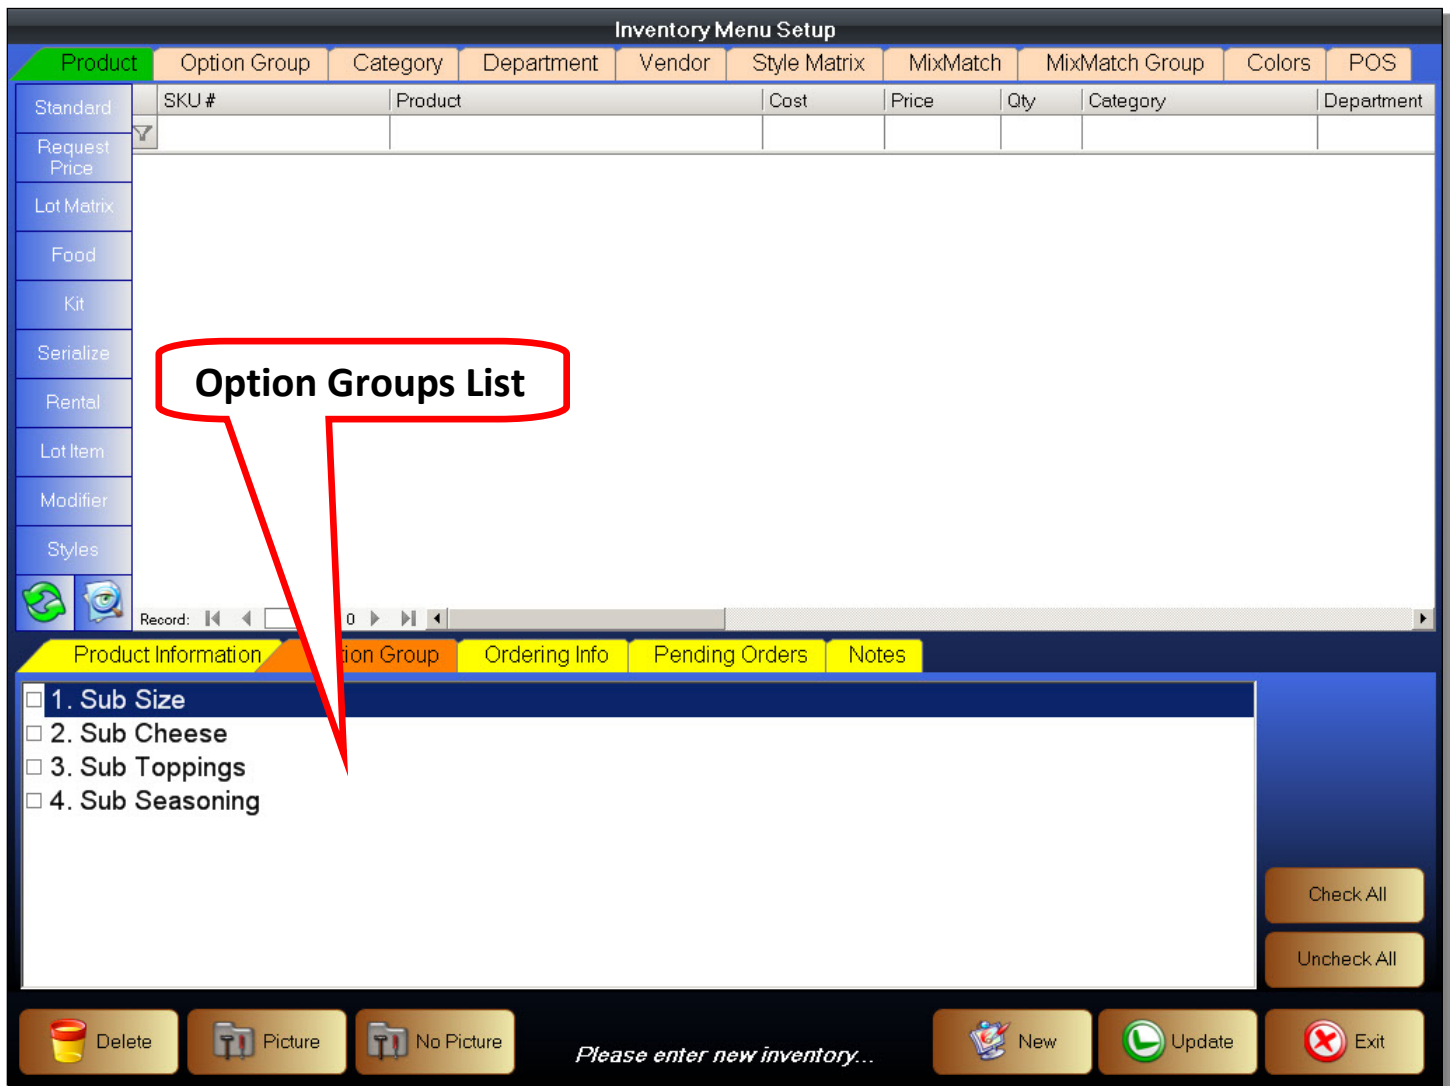 Inventory Menu Setup
Product Option Group Category Department Vendor Style Matrix MixMatch MixMatch Group Colors POS
SKU # Product Cost Price Qty Category Department
Standard
Request
Price
Lot Matrix
Food
Kit
Serialize
Rental
Lot Item
Modifier
Styles
Option Groups List
Record: 0
Product Information tion Group Ordering Info Pending Orders Notes
1. Sub Size
2. Sub Cheese
3. Sub Toppings
4. Sub Seasoning
Check All
Uncheck All
Delete Picture No Picture Please enter new inventory... New Update Exit